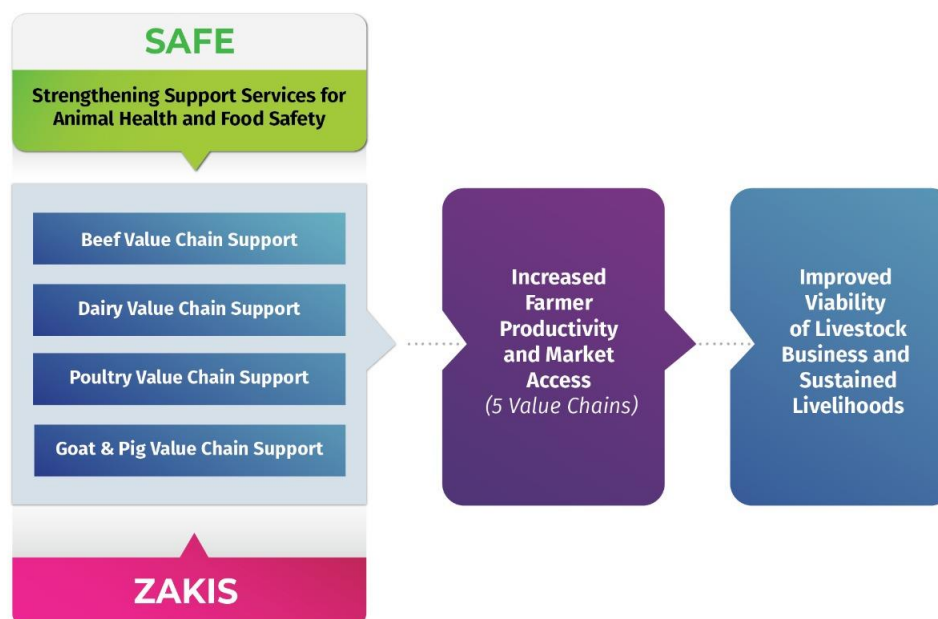 SAFE
Strengthening Support Services for
Animal Health and Food Safety
Beef Value Chain Support
Dairy Value Chain Support
Poultry Value Chain Support
Goat & Pig Value Chain Support
ZAKIS
Increased
Farmer
Productivity
and Market
Access
(5 Value Chains)
Improved
Viability
of Livestock
Business and
Sustained
Livelihoods